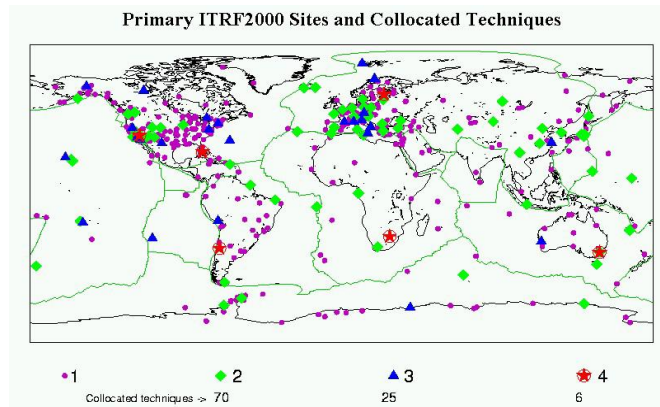 Primary ITRF2000 Sites and Collocated Techniques
1 2 3 4
Collocated techniques -> 70 25 6